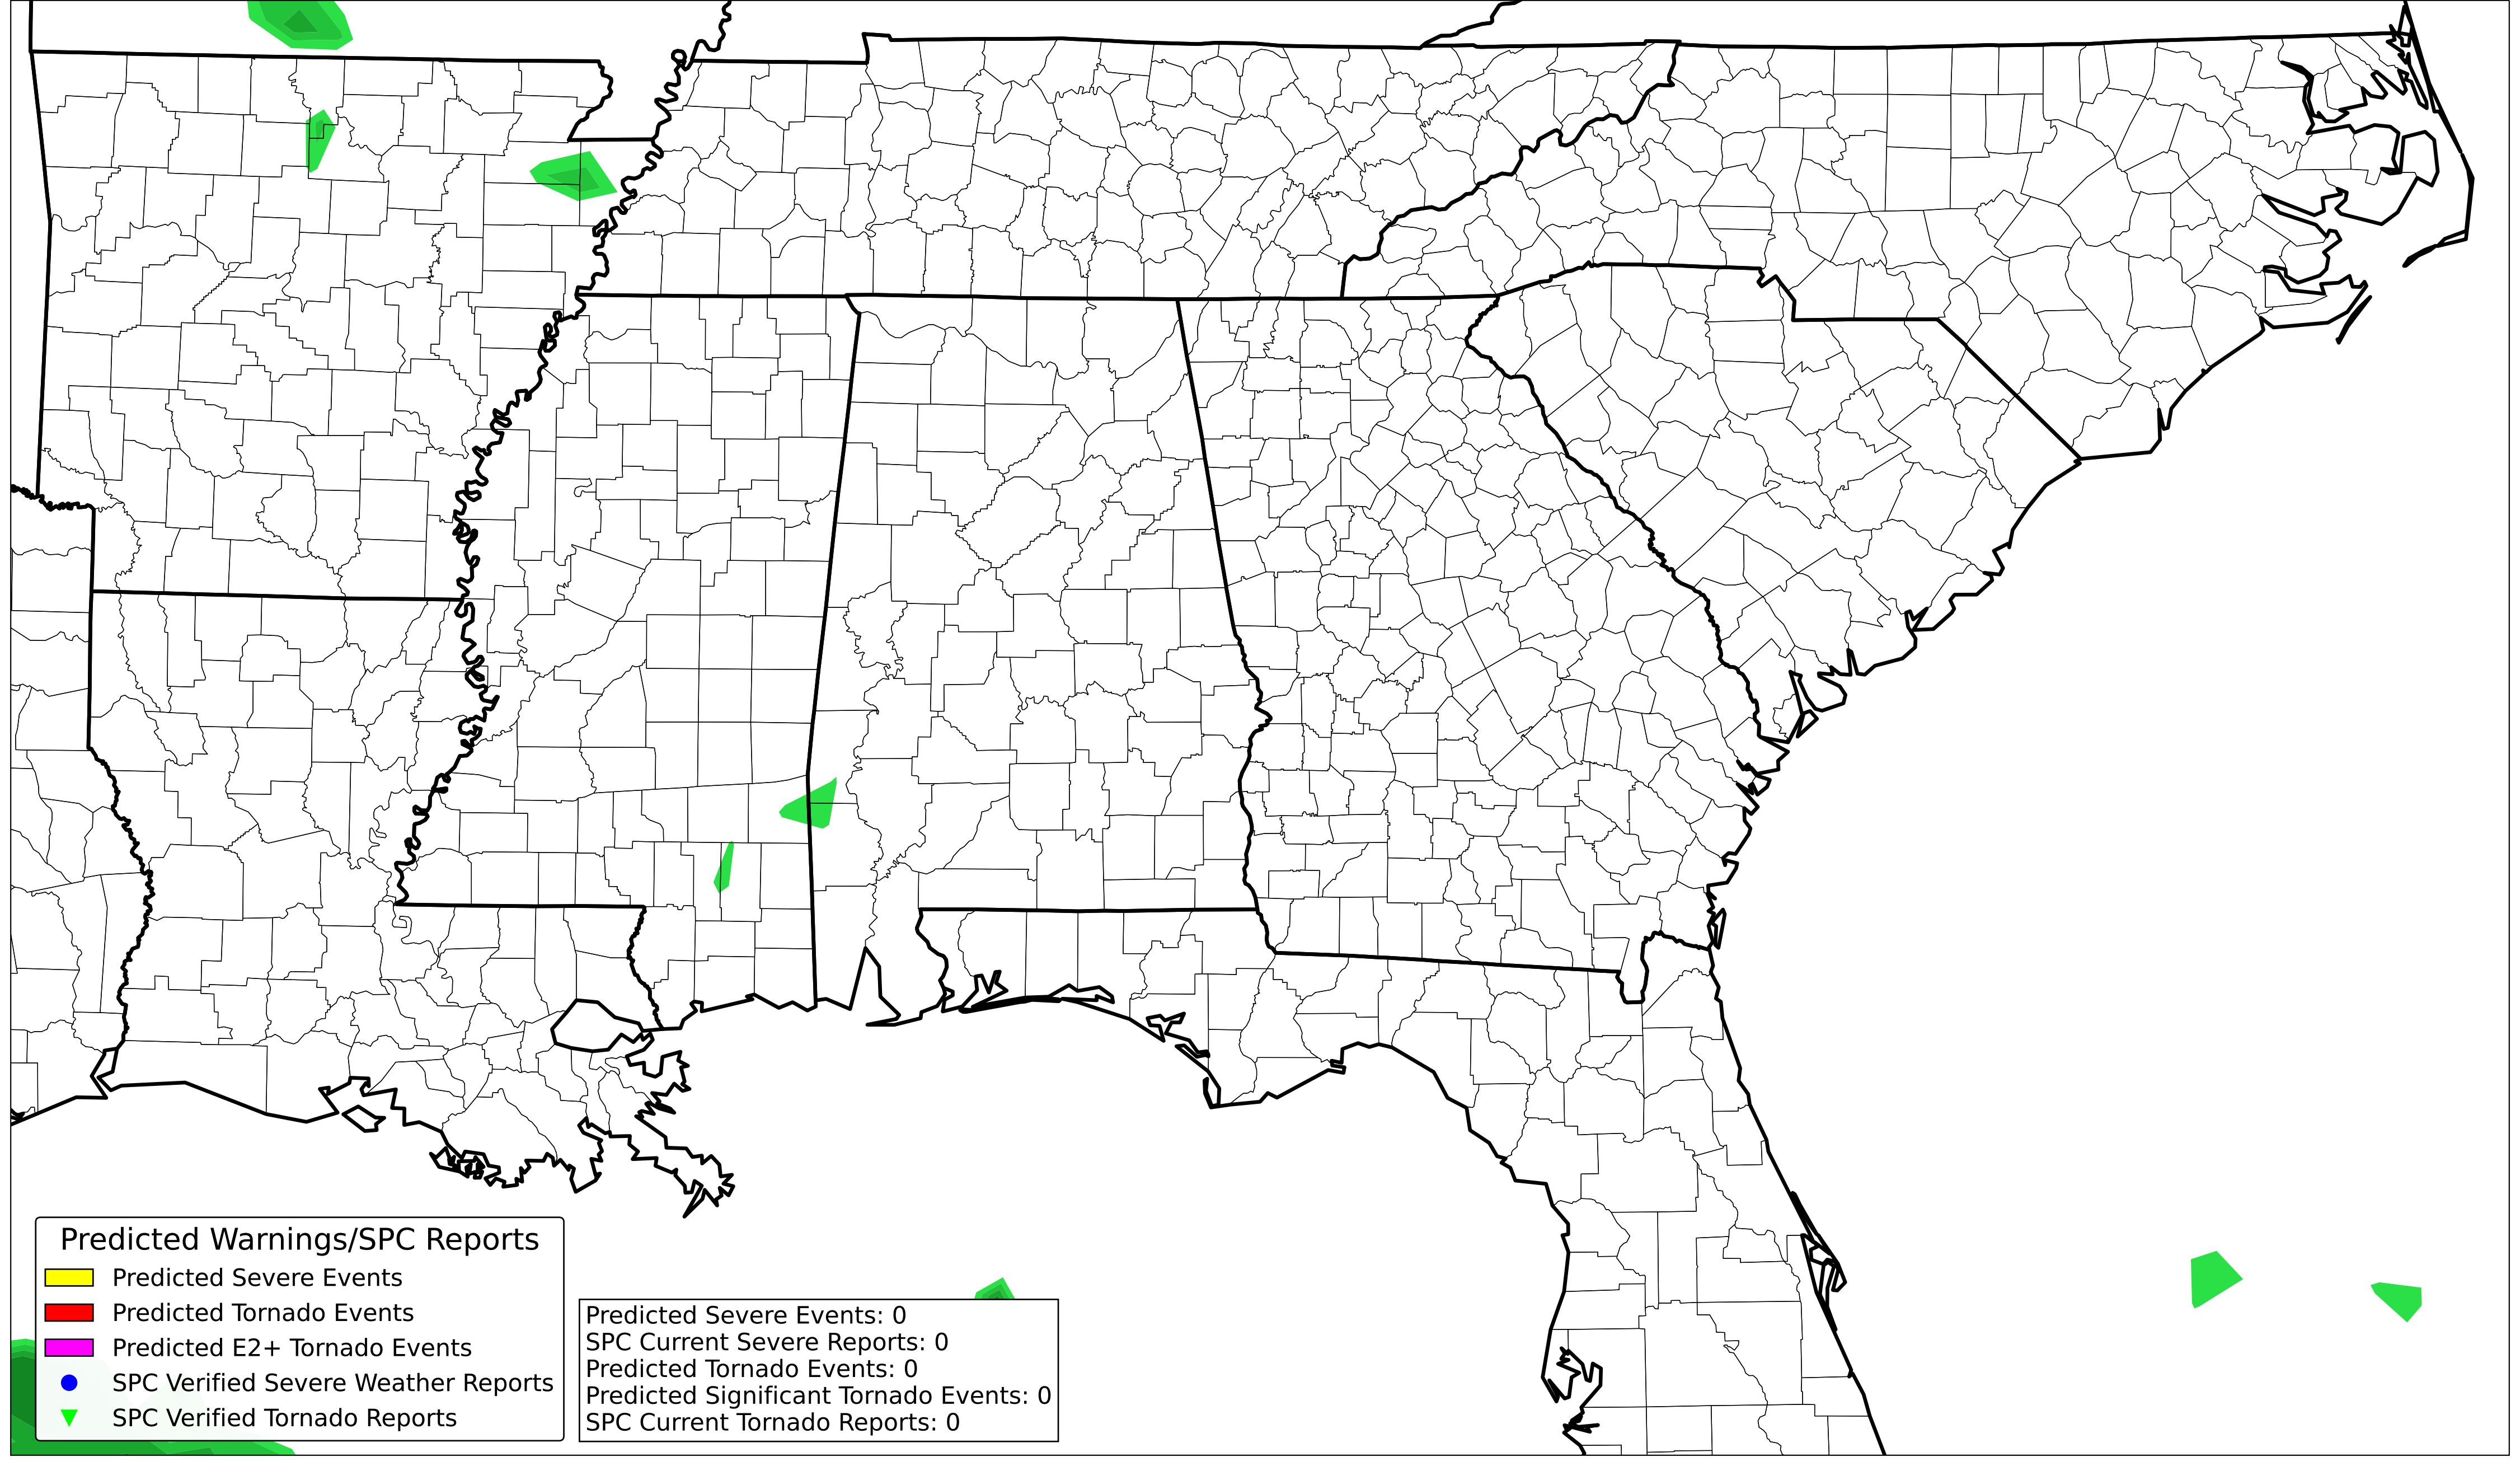 Predicted Warnings/SPC Reports
Predicted Severe Events
Predicted Tornado Events
Predicted E2+ Tornado Events
SPC Verified Severe Weather Reports
SPC Verified Tornado Reports
Predicted Severe Events: 0
SPC Current Severe Reports: 0
Predicted Tornado Events: 0
Predicted Significant Tornado Events: 0
SPC Current Tornado Reports: 0